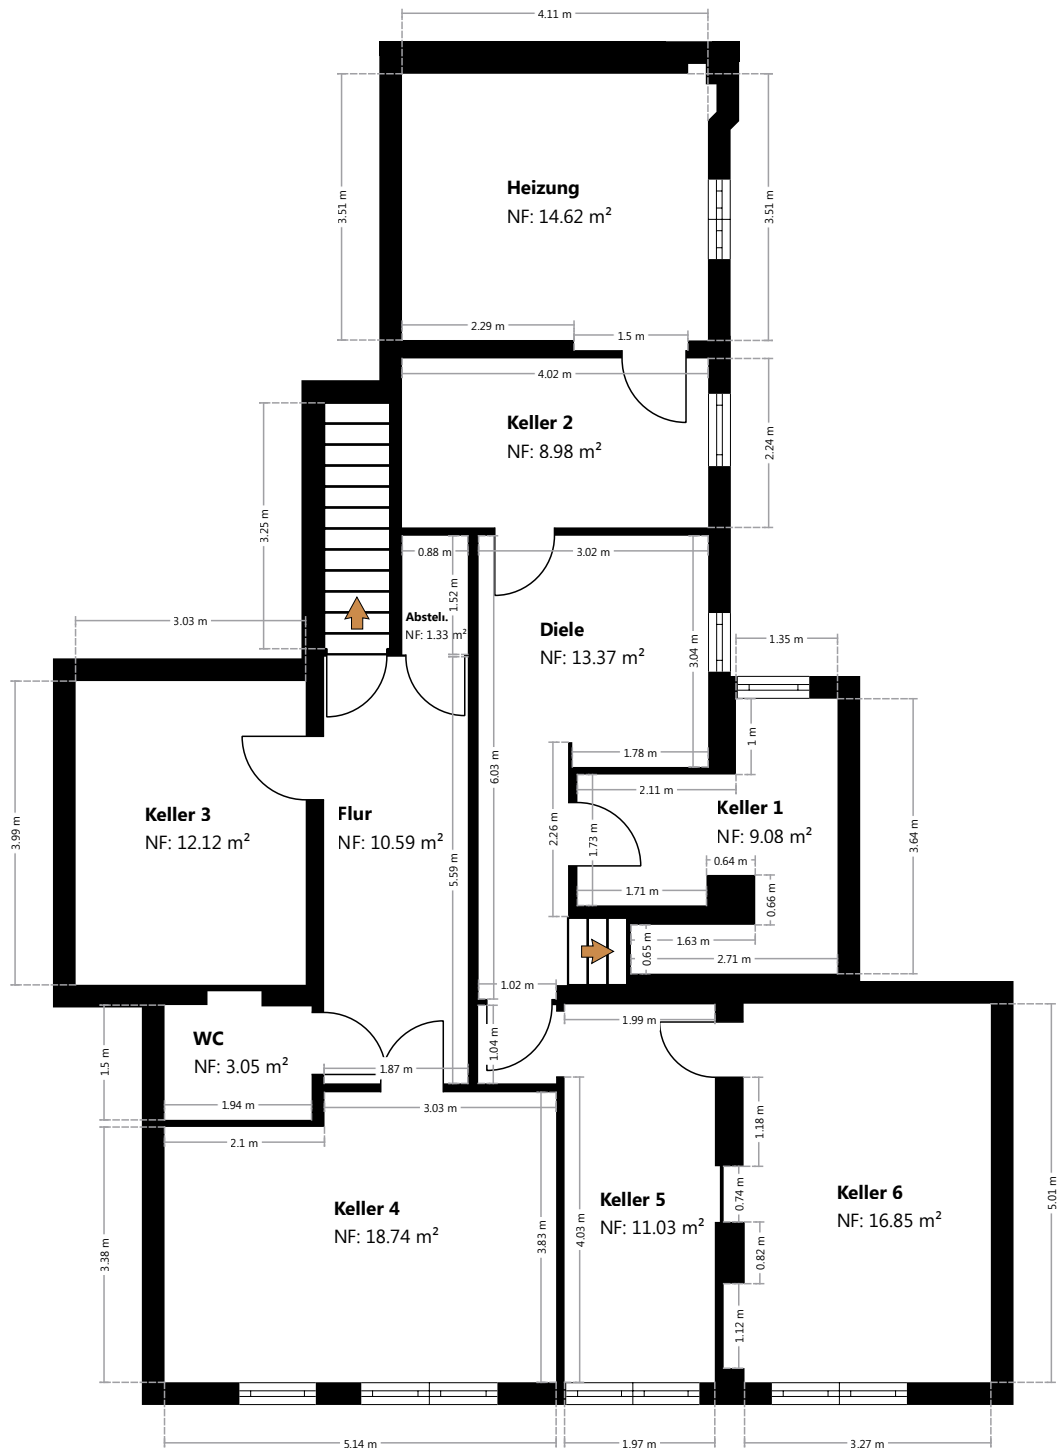 4.11 m
3.51 m
3.51 m
Heizung
NF: 14.62 m²
2.29 m
1.5 m
4.02 m
Keller 2
NF: 8.98 m²
2.24 m
3.25 m
0.88 m
3.02 m
1.52 m
Abstell.
NF: 1.33 m²
Diele
NF: 13.37 m²
3.04 m
3.03 m
1.35 m
1 m
1.78 m
6.03 m
2.11 m
Keller 3
NF: 12.12 m²
3.99 m
Flur
NF: 10.59 m²
5.59 m
2.26 m
1.73 m
Keller 1
NF: 9.08 m²
3.64 m
0.64 m
1.71 m
0.66 m
0.65 m
1.63 m
2.71 m
1.02 m
1.99 m
1.04 m
WC
NF: 3.05 m²
1.5 m
1.87 m
1.94 m
3.03 m
2.1 m
1.18 m
5.01 m
Keller 4
NF: 18.74 m²
3.38 m
3.83 m
4.03 m
Keller 5
NF: 11.03 m²
0.74 m
Keller 6
NF: 16.85 m²
0.82 m
1.12 m
5.14 m
1.97 m
3.27 m